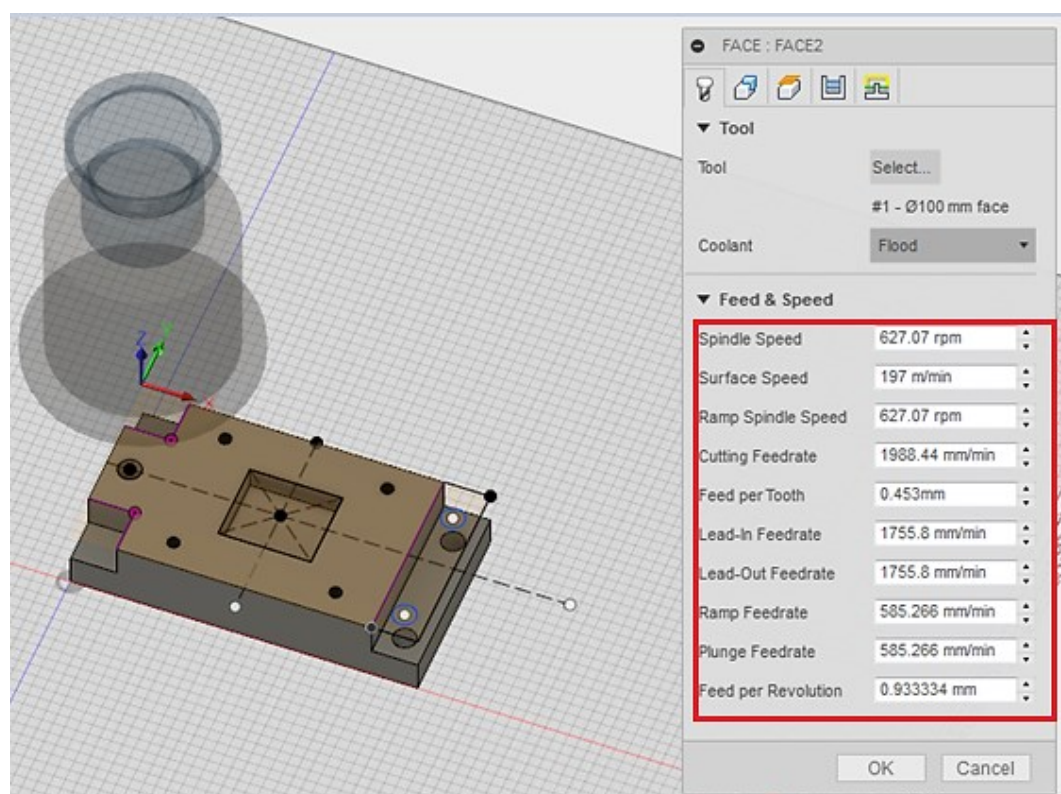 FACE : FACE2
Tool
Tool Select...
#1 - Ø100 mm face
Coolant Flood
Feed & Speed
Spindle Speed 627.07 rpm
Surface Speed 197 m/min
Ramp Spindle Speed 627.07 rpm
Cutting Feedrate 1988.44 mm/min
Feed per Tooth 0.453mm
Lead-In Feedrate 1755.8 mm/min
Lead-Out Feedrate 1755.8 mm/min
Ramp Feedrate 585.266 mm/min
Plunge Feedrate 585.266 mm/min
Feed per Revolution 0.933334 mm
OK Cancel
Z
Y
X